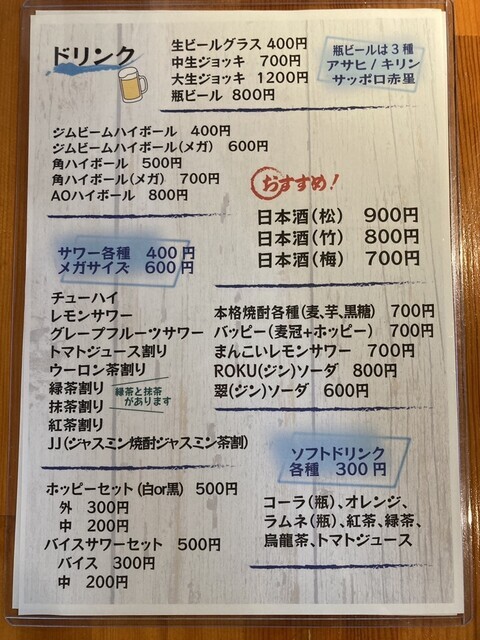 ドリンク
生ビールグラス 400円
中生ジョッキ 700円
大生ジョッキ 1200円
瓶ビール 800円
瓶ビールは3種
アサヒ/キリン
サッポロ赤星
ジムビームハイボール 400円
ジムビームハイボール(メガ) 600円
角ハイボール 500円
角ハイボール(メガ) 700円
AOハイボール 800円
おすすめ!
日本酒(松) 900円
日本酒(竹) 800円
日本酒(梅) 700円
サワー各種 400円
メガサイズ 600円
チューハイ
レモンサワー
グレープフルーツサワー
トマトジュース割り
ウーロン茶割り
緑茶割り
抹茶割り
緑茶と抹茶
があります
紅茶割り
JJ(ジャスミン焼酎ジャスミン茶割)
本格焼酎各種(麦、芋、黒糖) 700円
バッピー(麦冠+ホッピー) 700円
まんこいレモンサワー 700円
ROKU(ジン)ソーダ 800円
翠(ジン)ソーダ 600円
ホッピーセット(白or黒) 500円
外 300円
中 200円
バイスサワーセット 500円
バイス 300円
中 200円
ソフトドリンク
各種 300円
コーラ(瓶)、オレンジ、
ラムネ(瓶)、紅茶、緑茶、
烏龍茶、トマトジュース